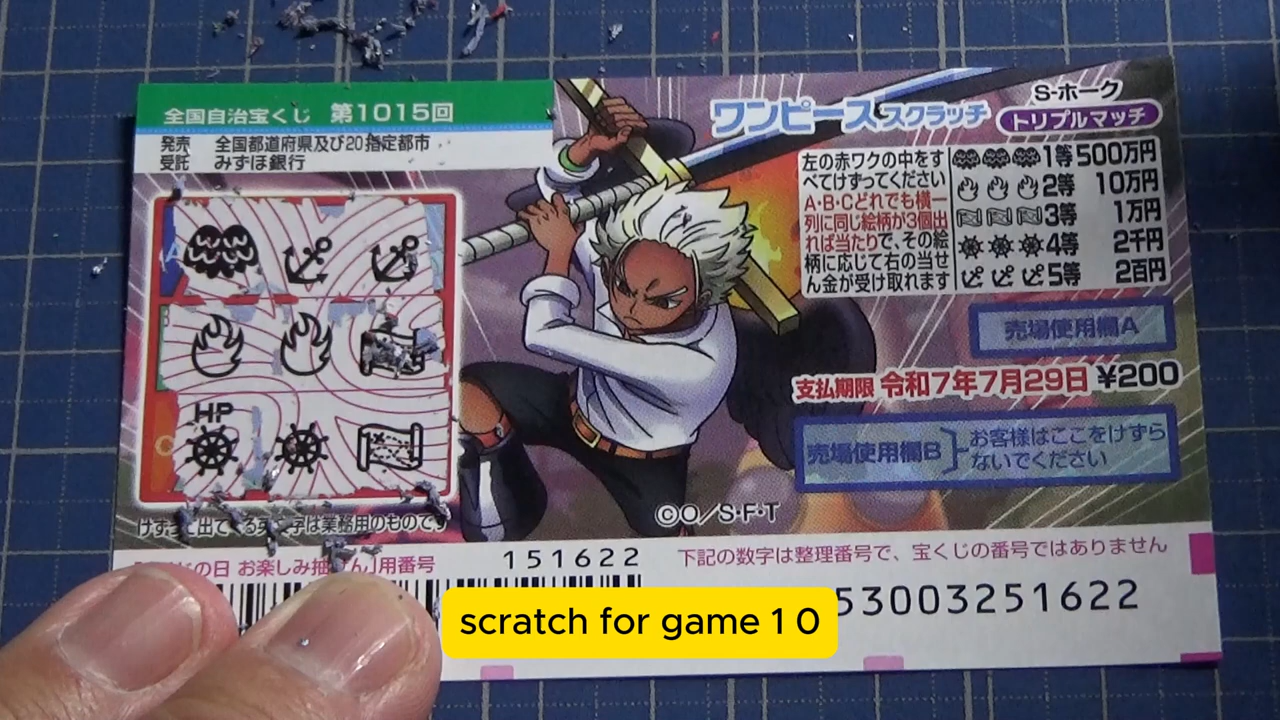 全国自治宝くじ 第1015回
発売 全国都道府県及び20指定都市
受託 みずほ銀行
ワンピーススクラッチ
S-ホーク
トリプルマッチ
左の赤ワクの中をす
べてけずってください
A・B・Cどれでも横一
列に同じ絵柄が3個出
れば当たりで、その絵
柄に応じて右の当せ
ん金が受け取れます
1等 500万円
2等 10万円
3等 1万円
4等 2千円
5等 2百円
売場使用欄A
支払期限 令和7年7月29日 ¥200
売場使用欄B
お客様はここをけずら
ないでください
HP
©O/S・F・T
151622
下記の数字は整理番号で、宝くじの番号ではありません
53003251622
scratch for game 1 0